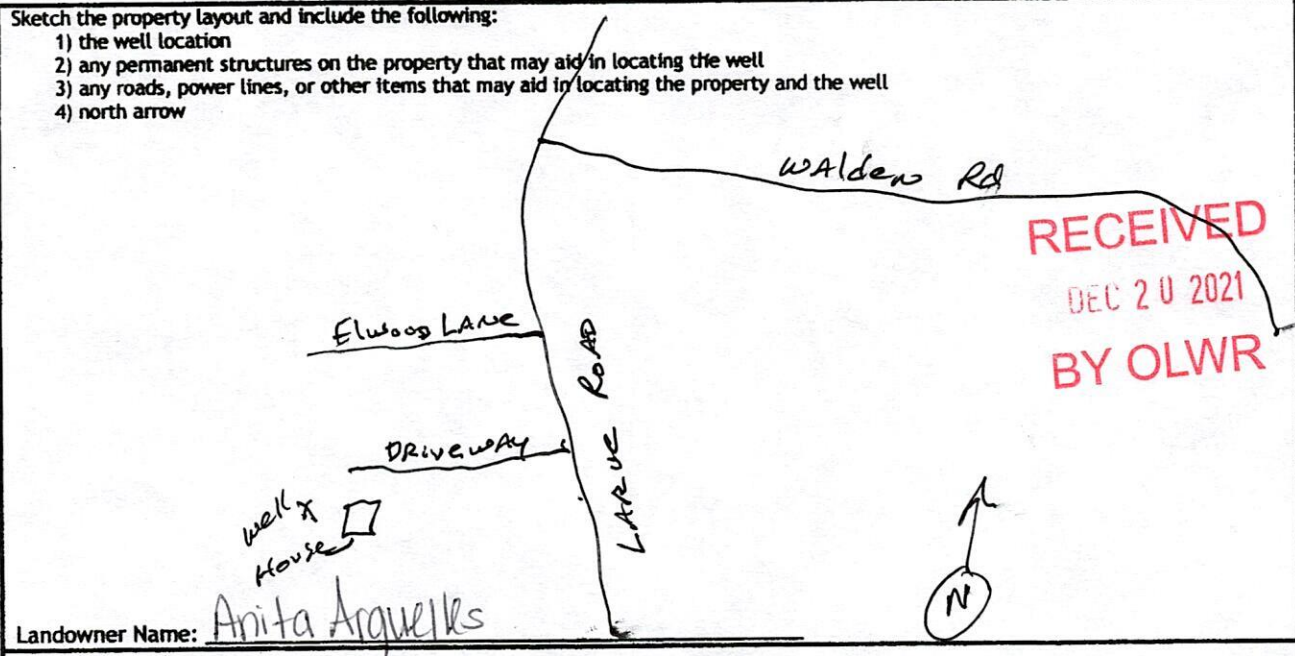 Sketch the property layout and include the following:
1) the well location
2) any permanent structures on the property that may aid in locating the well
3) any roads, power lines, or other items that may aid in locating the property and the well
4) north arrow
Walden Rd
RECEIVED
DEC 20 2021
BY OLWR
Elwood LANE
LARUE ROAD
DRIVEWAY
well x
House
N
Landowner Name: Anita Arguelles